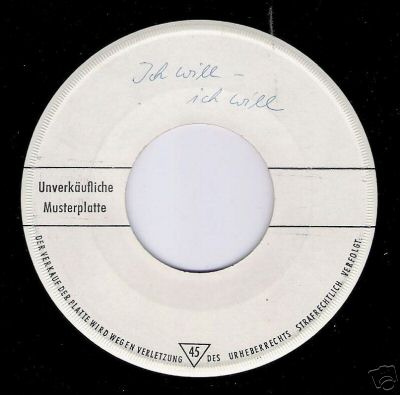 Ich will –
ich will
Unverkäufliche
Musterplatte
DER VERKAUF DER PLATTE WIRD WEGEN VERLETZUNG 45 DES URHEBERRECHTS STRAFRECHTLICH VERFOLGT.